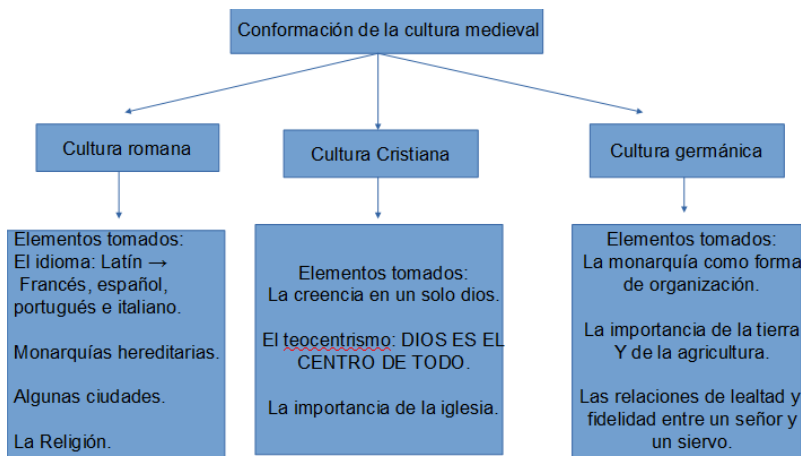 Conformación de la cultura medieval
Cultura romana
Cultura Cristiana
Cultura germánica
Elementos tomados:
El idioma: Latín →
Francés, español,
portugués e italiano.
Monarquías hereditarias.
Algunas ciudades.
La Religión.
Elementos tomados:
La creencia en un solo dios.
El teocentrismo: DIOS ES EL
CENTRO DE TODO.
La importancia de la iglesia.
Elementos tomados:
La monarquía como forma
de organización.
La importancia de la tierra
Y de la agricultura.
Las relaciones de lealtad y
fidelidad entre un señor y
un siervo.